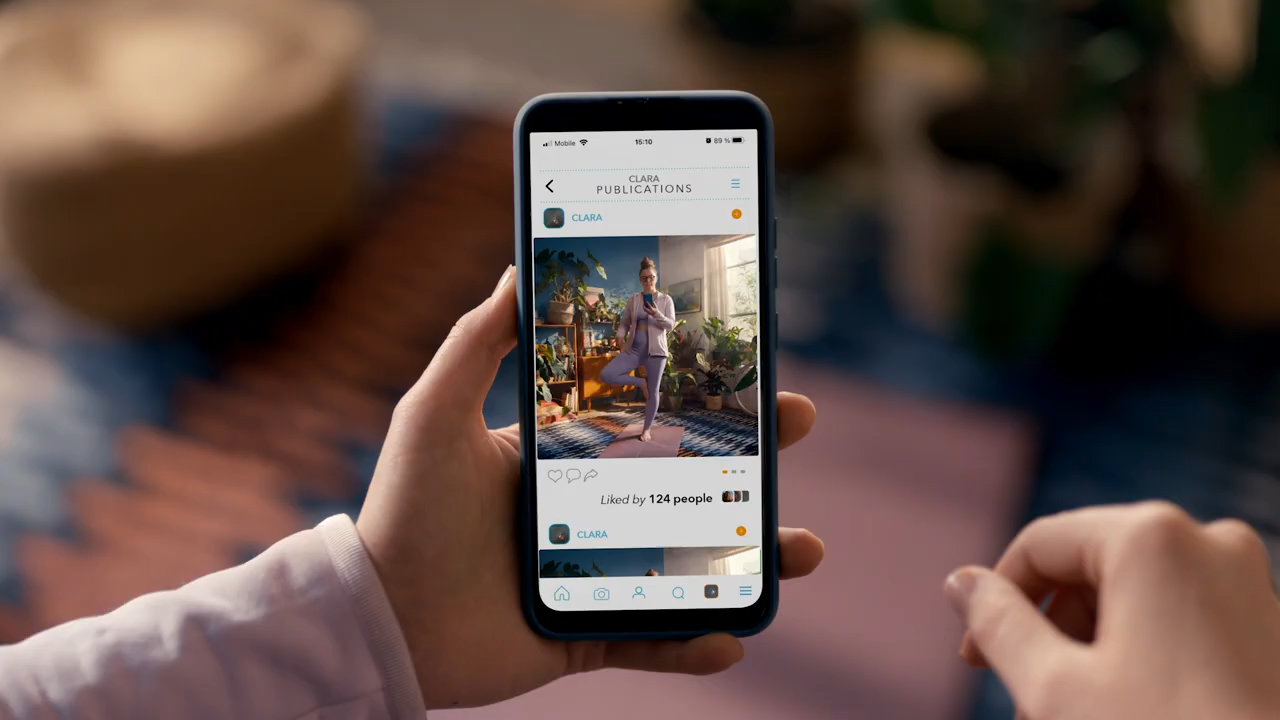 Mobile 15:10 89 %
CLARA
PUBLICATIONS
CLARA
Liked by 124 people
CLARA